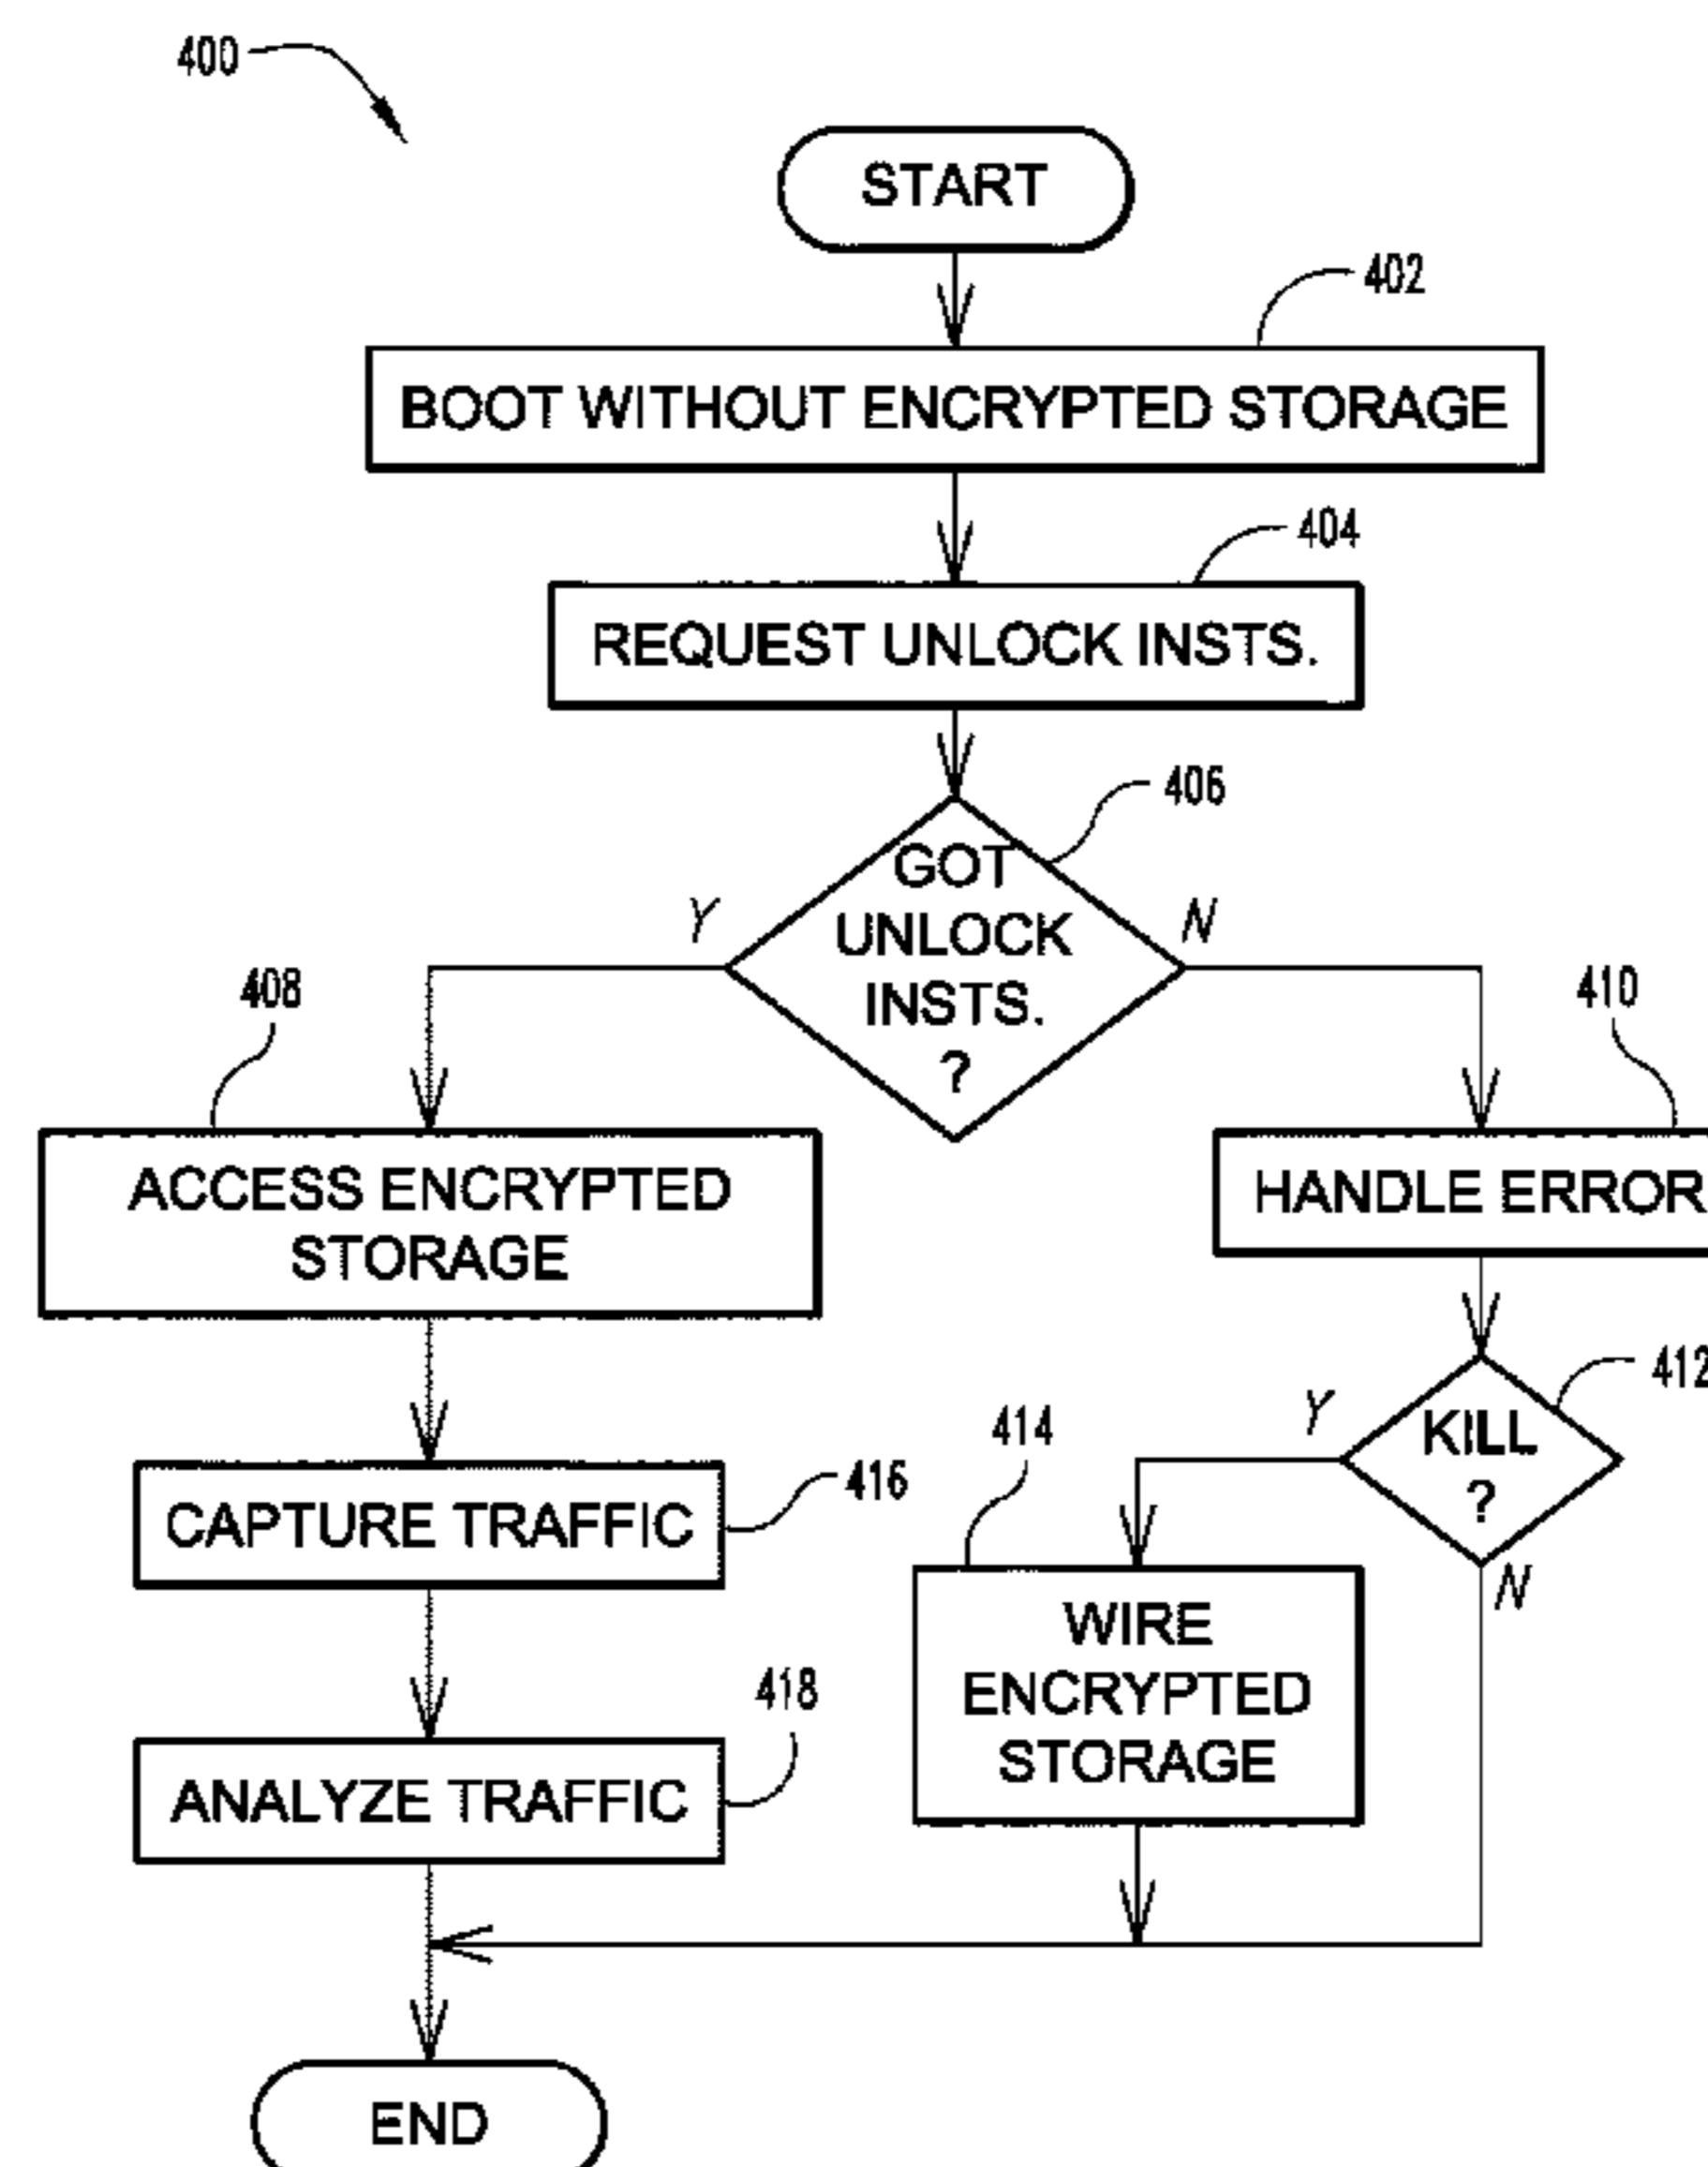 400
START
402
BOOT WITHOUT ENCRYPTED STORAGE
404
REQUEST UNLOCK INSTS.
406
GOT
UNLOCK
INSTS.
?
Y
N
408
410
ACCESS ENCRYPTED
STORAGE
HANDLE ERROR
412
KILL
?
Y
N
414
416
CAPTURE TRAFFIC
WIRE
ENCRYPTED
STORAGE
418
ANALYZE TRAFFIC
END